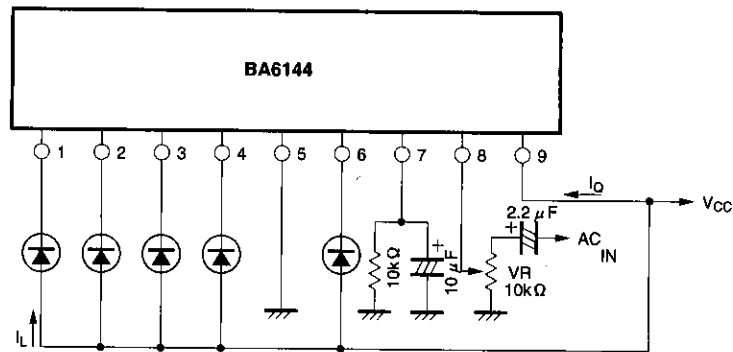 BA6144
1 2 3 4 5 6 7 8 9
I_Q
V_CC
2.2 μF
+
AC IN
10kΩ
+
10 μF
VR
10kΩ
I_L